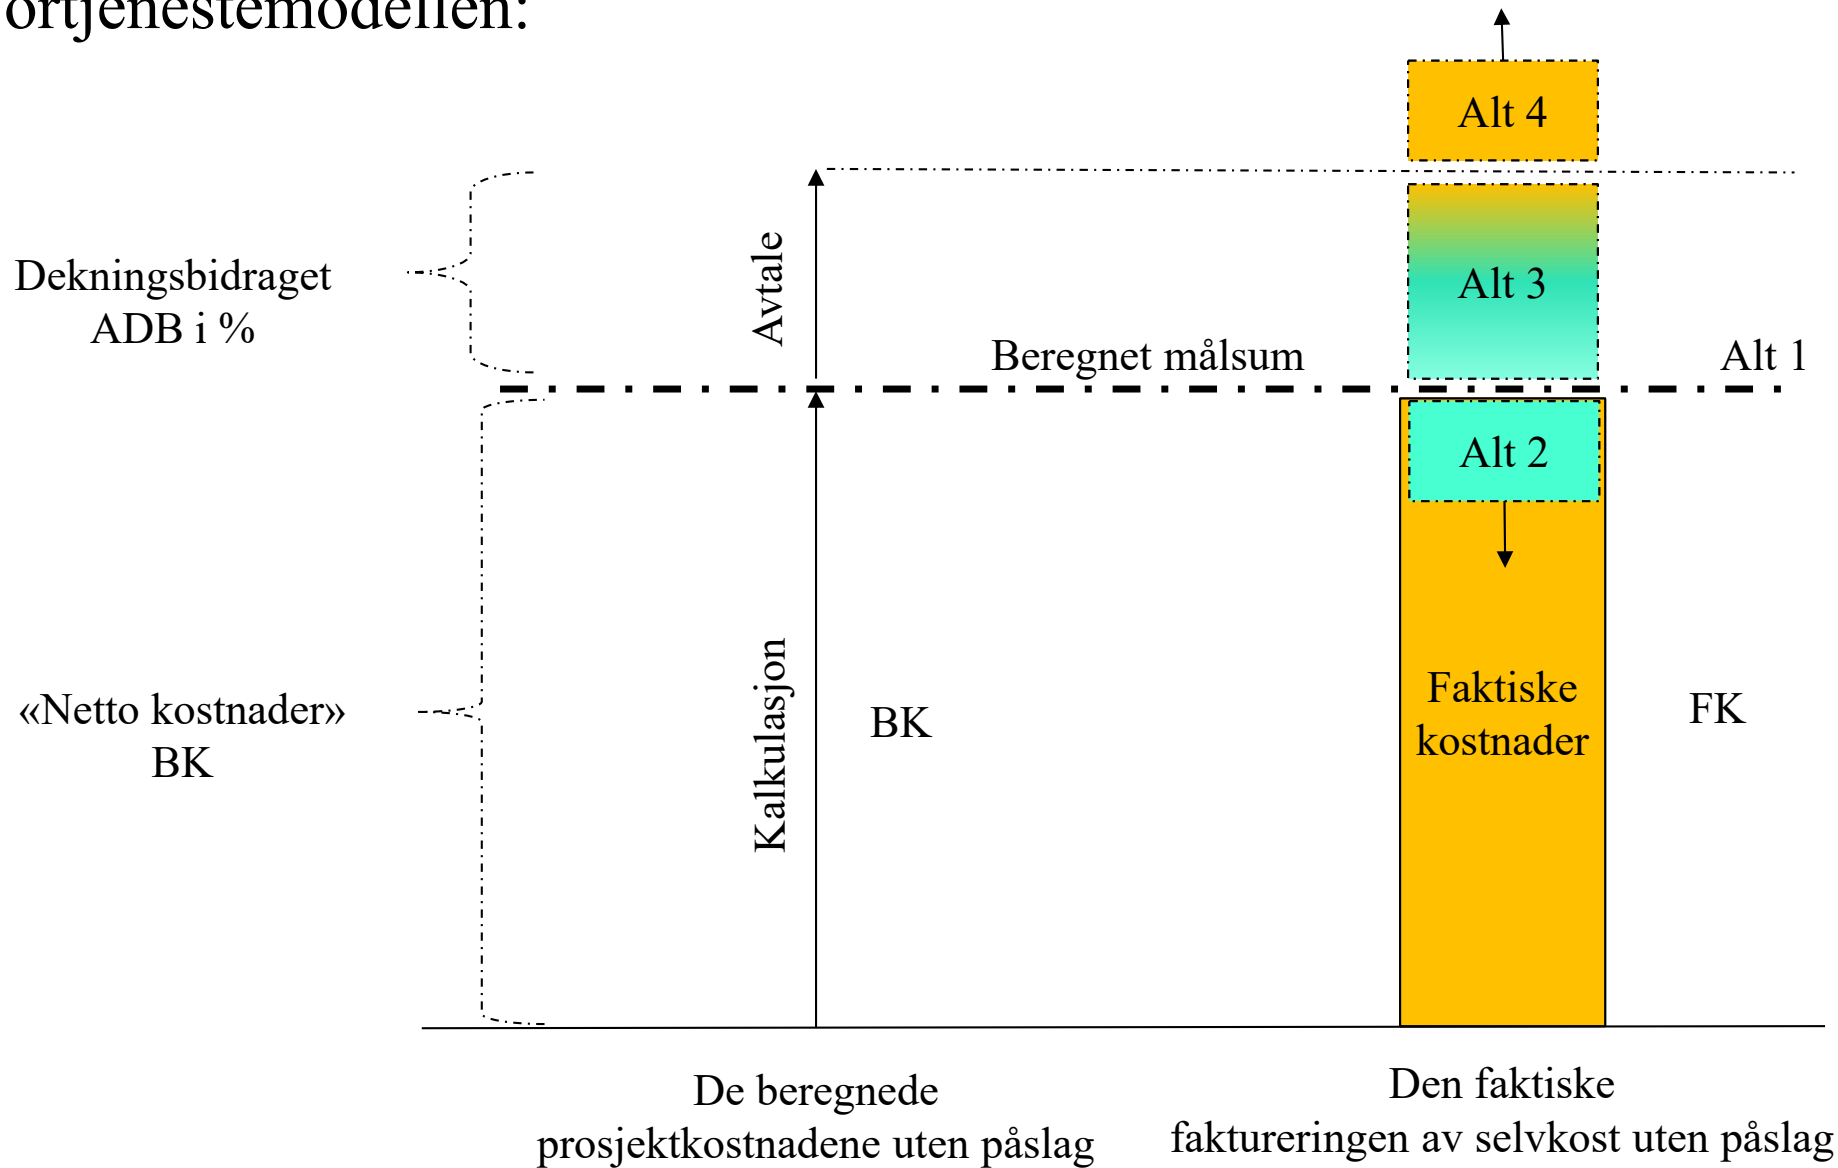 ortjenestemodellen:
Alt 4
Avtale
Alt 3
Dekningsbidraget
ADB i %
Beregnet målsum
Alt 1
Alt 2
Kalkulasjon
«Netto kostnader»
BK
BK
Faktiske
kostnader
FK
De beregnede
prosjektkostnadene uten påslag
Den faktiske
faktureringen av selvkost uten påslag